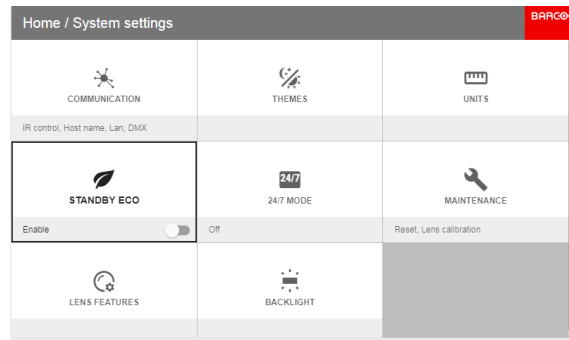 Home / System settings
BARCO
COMMUNICATION
THEMES
UNITS
IR control, Host name, Lan, DMX
24/7
STANDBY ECO
24/7 MODE
MAINTENANCE
Enable
Off
Reset, Lens calibration
LENS FEATURES
BACKLIGHT